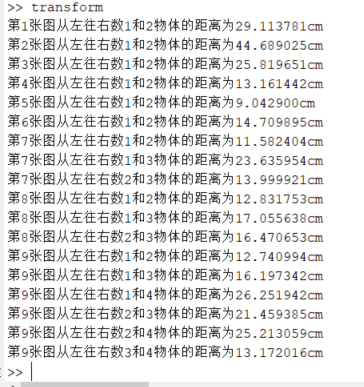 >> transform
第1张图从左往右数1和2物体的距离为29.113781cm
第2张图从左往右数1和2物体的距离为44.689025cm
第3张图从左往右数1和2物体的距离为25.819651cm
第4张图从左往右数1和2物体的距离为13.161442cm
第5张图从左往右数1和2物体的距离为9.042900cm
第6张图从左往右数1和2物体的距离为14.709895cm
第7张图从左往右数1和2物体的距离为11.582404cm
第7张图从左往右数1和3物体的距离为23.635954cm
第7张图从左往右数2和3物体的距离为13.999921cm
第8张图从左往右数1和2物体的距离为12.831753cm
第8张图从左往右数1和3物体的距离为17.055638cm
第8张图从左往右数2和3物体的距离为16.470653cm
第9张图从左往右数1和2物体的距离为12.740994cm
第9张图从左往右数1和3物体的距离为16.197342cm
第9张图从左往右数1和4物体的距离为26.251942cm
第9张图从左往右数2和3物体的距离为21.459385cm
第9张图从左往右数2和4物体的距离为25.213059cm
第9张图从左往右数3和4物体的距离为13.172016cm
>>